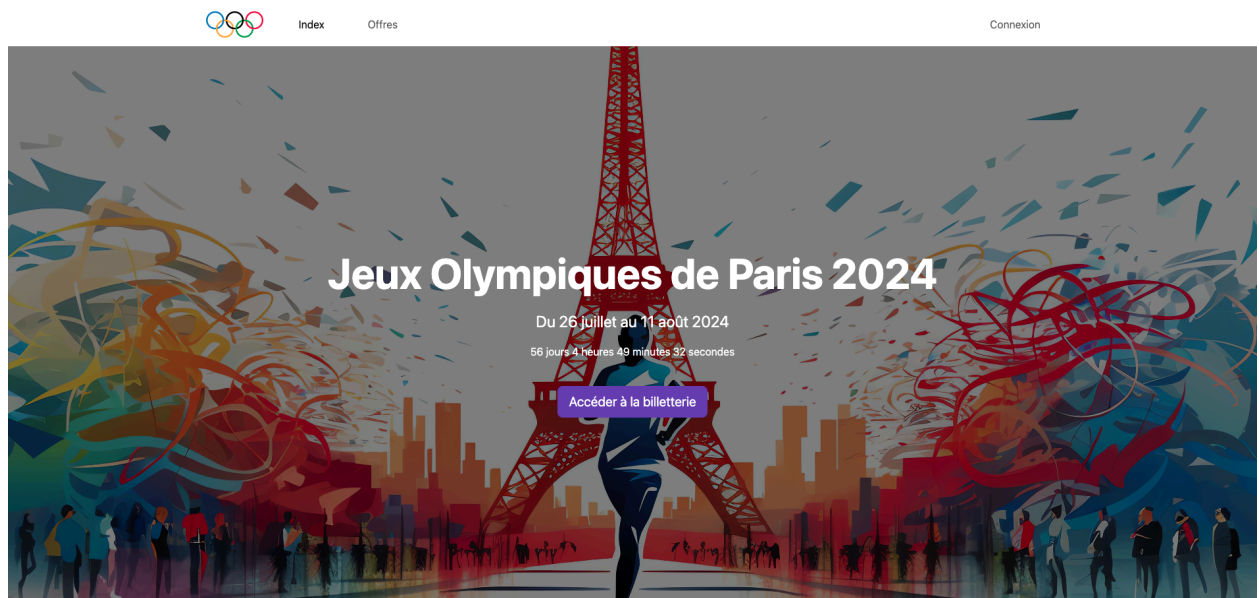 Index
Offres
Connexion
Jeux Olympiques de Paris 2024
Du 26 juillet au 11 août 2024
56 jours 4 heures 49 minutes 32 secondes
Accéder à la billetterie